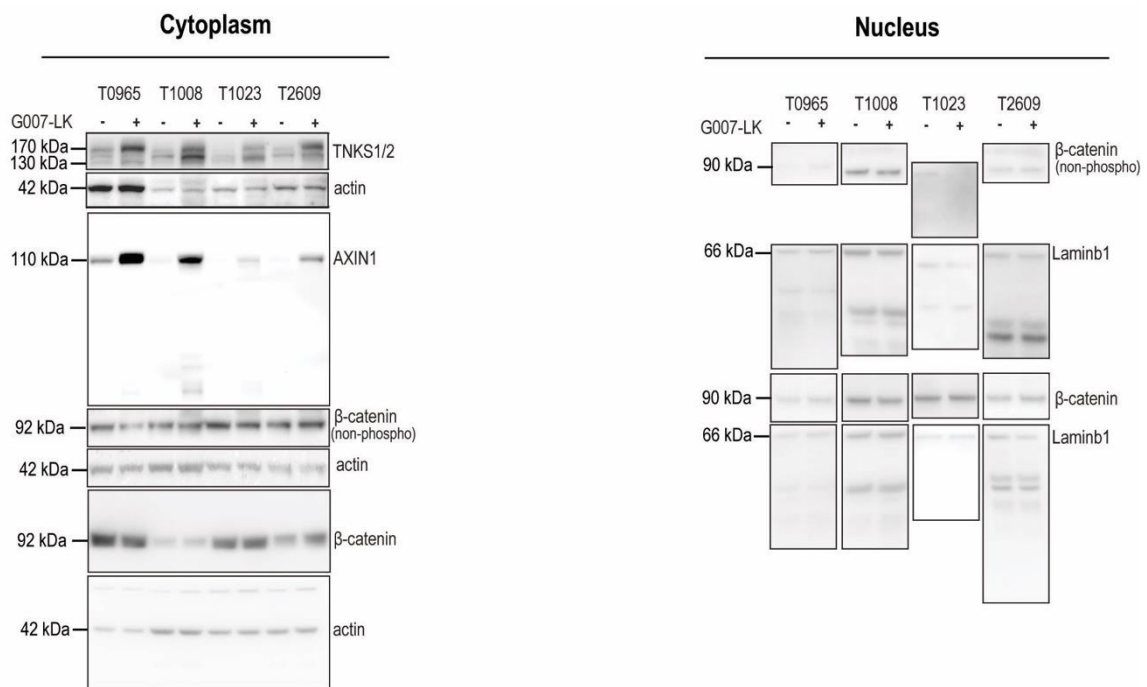 Cytoplasm
T0965 T1008 T1023 T2609
G007-LK - + - + - + - +
170 kDa
130 kDa
TNKS1/2
42 kDa actin
110 kDa AXIN1
92 kDa
β-catenin
(non-phospho)
42 kDa actin
92 kDa β-catenin
42 kDa actin
Nucleus
T0965 T1008 T1023 T2609
G007-LK - + - + - + - +
90 kDa
β-catenin
(non-phospho)
66 kDa Laminb1
90 kDa β-catenin
66 kDa Laminb1